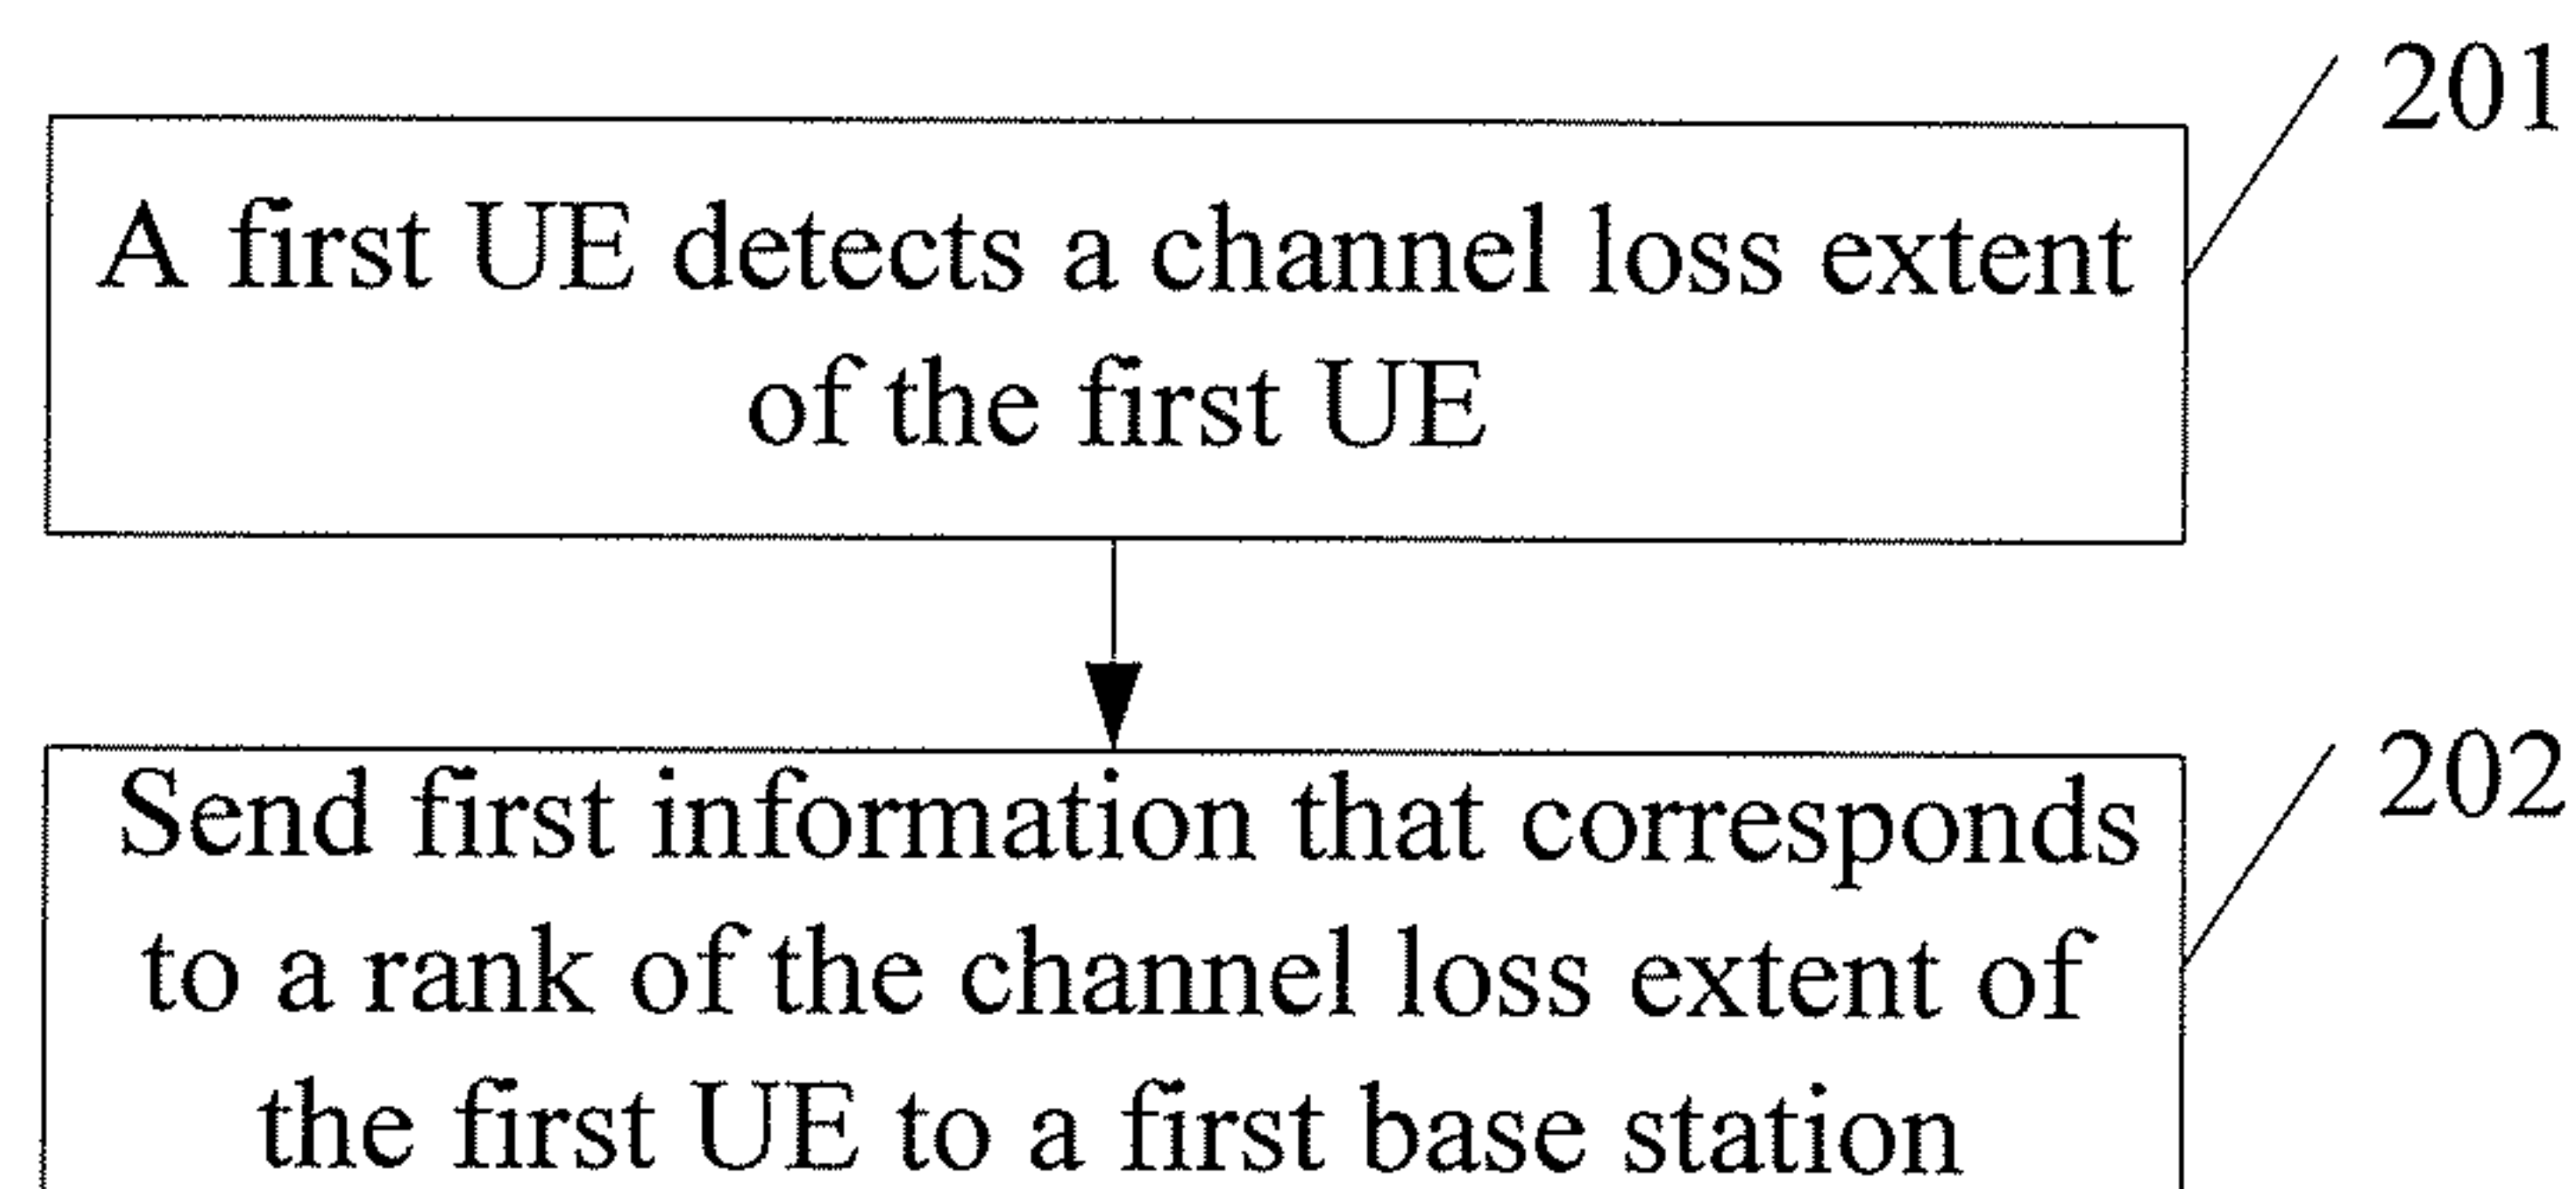 201
A first UE detects a channel loss extent
of the first UE
202
Send first information that corresponds
to a rank of the channel loss extent of
the first UE to a first base station